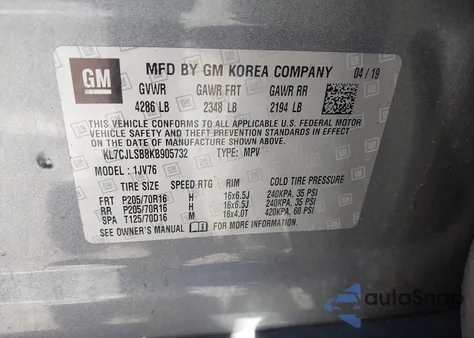 GM
MFD BY GM KOREA COMPANY 04 / 19
GVWR GAWR FRT GAWR RR
4286 LB 2348 LB 2194 LB
THIS VEHICLE CONFORMS TO ALL APPLICABLE U.S. FEDERAL MOTOR
VEHICLE SAFETY AND THEFT PREVENTION STANDARDS IN EFFECT ON
THE DATE OF MANUFACTURE SHOWN ABOVE.
KL7CJLSB8KB905732 TYPE: MPV
MODEL : 1JV76
TIRE SIZE SPEED RTG RIM COLD TIRE PRESSURE
FRT P205/70R16 H 16x6.5J 240KPA, 35 PSI
RR P205/70R16 H 16x6.5J 240KPA, 35 PSI
SPA T125/70D16 M 16x4.0T 420KPA, 60 PSI
SEE OWNER'S MANUAL FOR MORE INFORMATION.
autoSnap